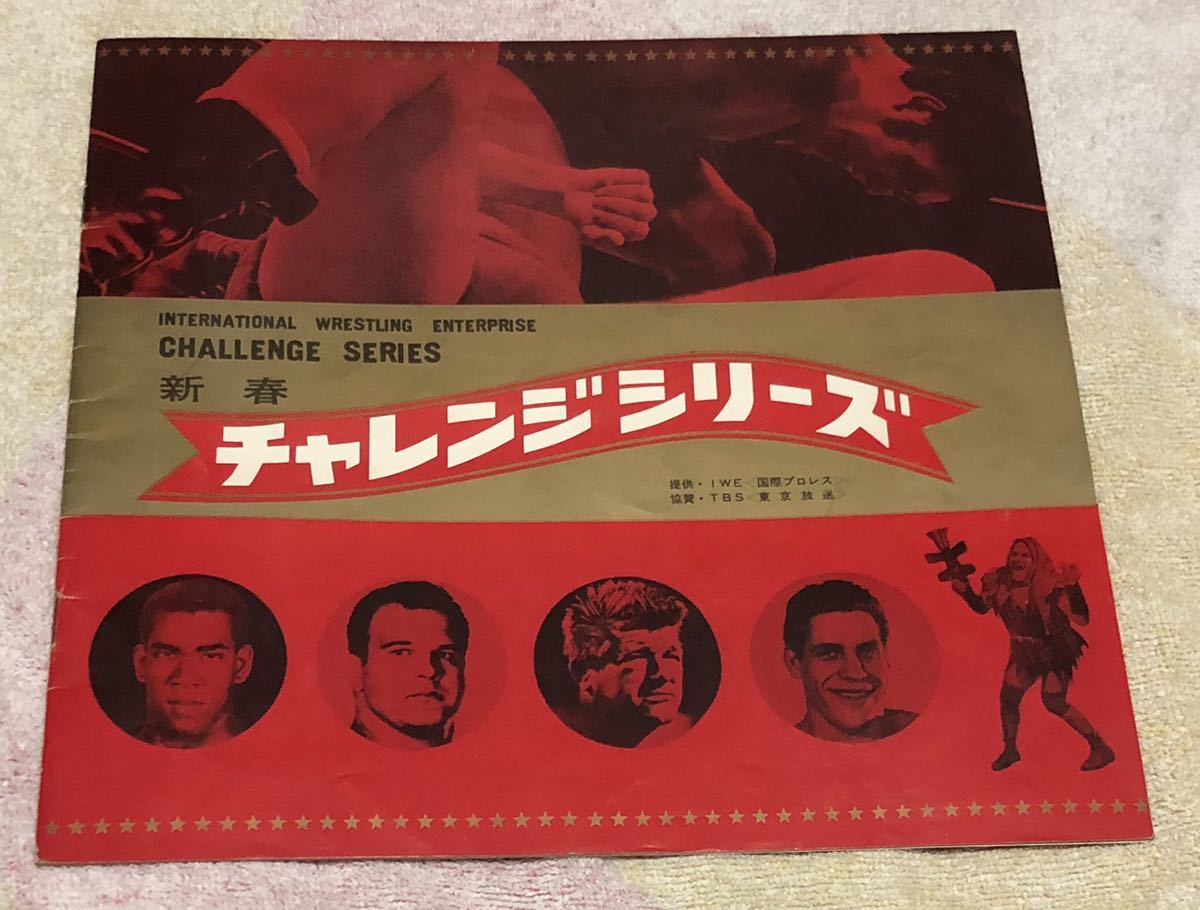 INTERNATIONAL WRESTLING ENTERPRISE
CHALLENGE SERIES
新春
チャレンジシリーズ
提供・IWE<国際プロレス>
協賛・TBS<東京放送>